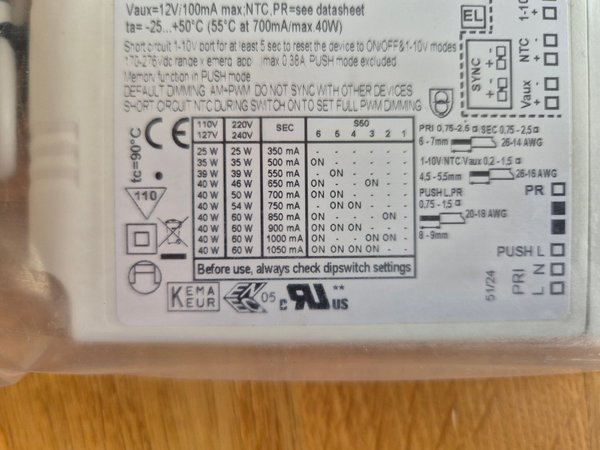 Vaux=12V/100mA max;NTC,PR=see datasheet
ta= -25...+50°C (55°C at 700mA/max 40W)
Short circuit 1-10V port for at least 5 sec to reset the device to ON/OFF&1-10V modes
170-276Vdc range x emerg. appl. Imax 0.38A PUSH mode excluded
Memory function in PUSH mode
DEFAULT DIMMING AM+PWM DO NOT SYNC WITH OTHER DEVICES
SHORT CIRCUIT NTC DURING SWITCH ON TO SET FULL PWM DIMMING
EL
1-10V
- +
NTC
- +
Vaux
- +
SYNC
- +
tc=90°C
CE
110
110V 127V 220V 240V SEC S50
6 5 4 3 2 1
25 W 25 W 350 mA - - - - - -
35 W 35 W 500 mA ON - - - - -
39 W 39 W 550 mA - ON - - - -
40 W 46 W 650 mA ON - - ON - -
40 W 50 W 700 mA - ON ON - - -
40 W 54 W 750 mA - ON ON - - -
40 W 60 W 850 mA ON - - - ON -
40 W 60 W 900 mA ON ON ON - - -
40 W 60 W 1000 mA ON - - ON ON -
40 W 60 W 1050 mA ON ON ON - - -
Before use, always check dipswitch settings
PRI 0,75-2,5 SEC 0,75-2,5
6 - 7mm 26-14 AWG
1-10V/NTC/Vaux 0,2 - 1,5
4,5 - 5,5mm 26-16 AWG
PUSH L,PR
0,75 - 1,5
20-18 AWG
8 - 9mm
PR
PUSH L
PRI
L N
51/24
KEMA
KEUR
ENEC 05
c RU US **